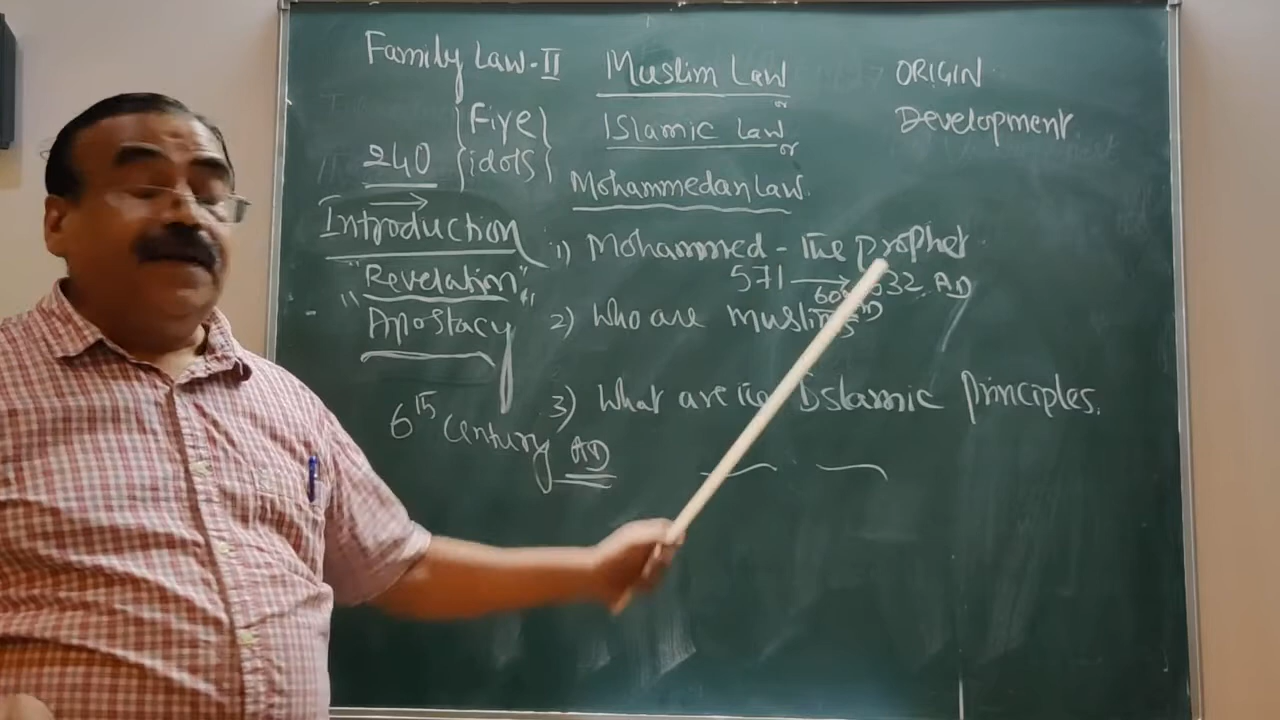 Family Law-II
{Five idols}
240
Introduction
"Revelation"
"Apostacy
6th Century AD
Muslim Law
or
Islamic Law
or
Mohammedan Law.
ORIGIN
Development
1) Mohammed - The prophet
571 → 32 AD
2) Who are muslims
3) What are the Islamic Principles.